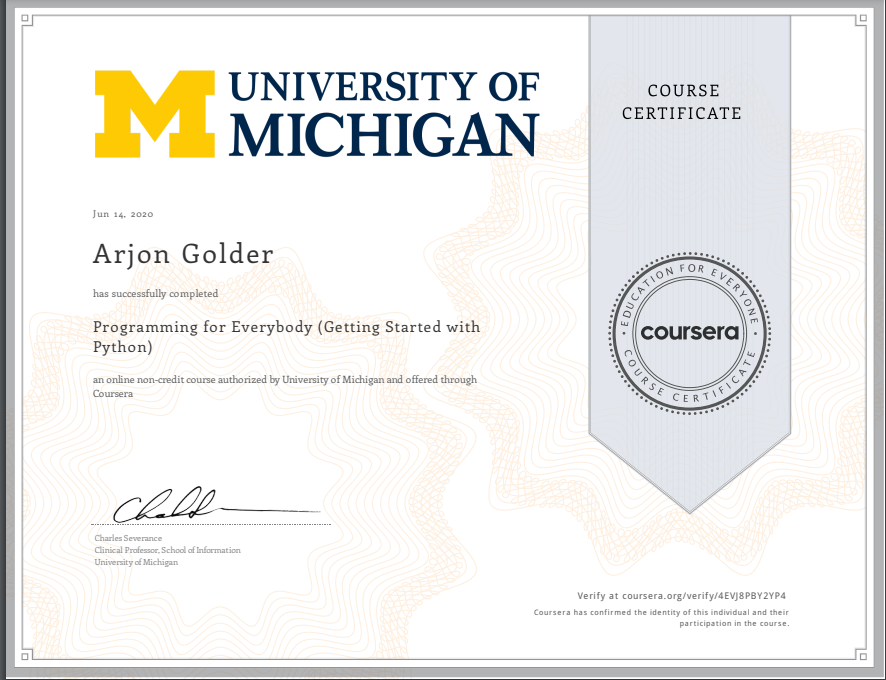 UNIVERSITY OF
MICHIGAN
COURSE
CERTIFICATE
Jun 14, 2020
Arjon Golder
has successfully completed
Programming for Everybody (Getting Started with
Python)
an online non-credit course authorized by University of Michigan and offered through
Coursera
EDUCATION FOR EVERYONE
coursera
COURSE CERTIFICATE
Charles Severance
Clinical Professor, School of Information
University of Michigan
Verify at coursera.org/verify/4EVJ8PBY2YP4
Coursera has confirmed the identity of this individual and their
participation in the course.